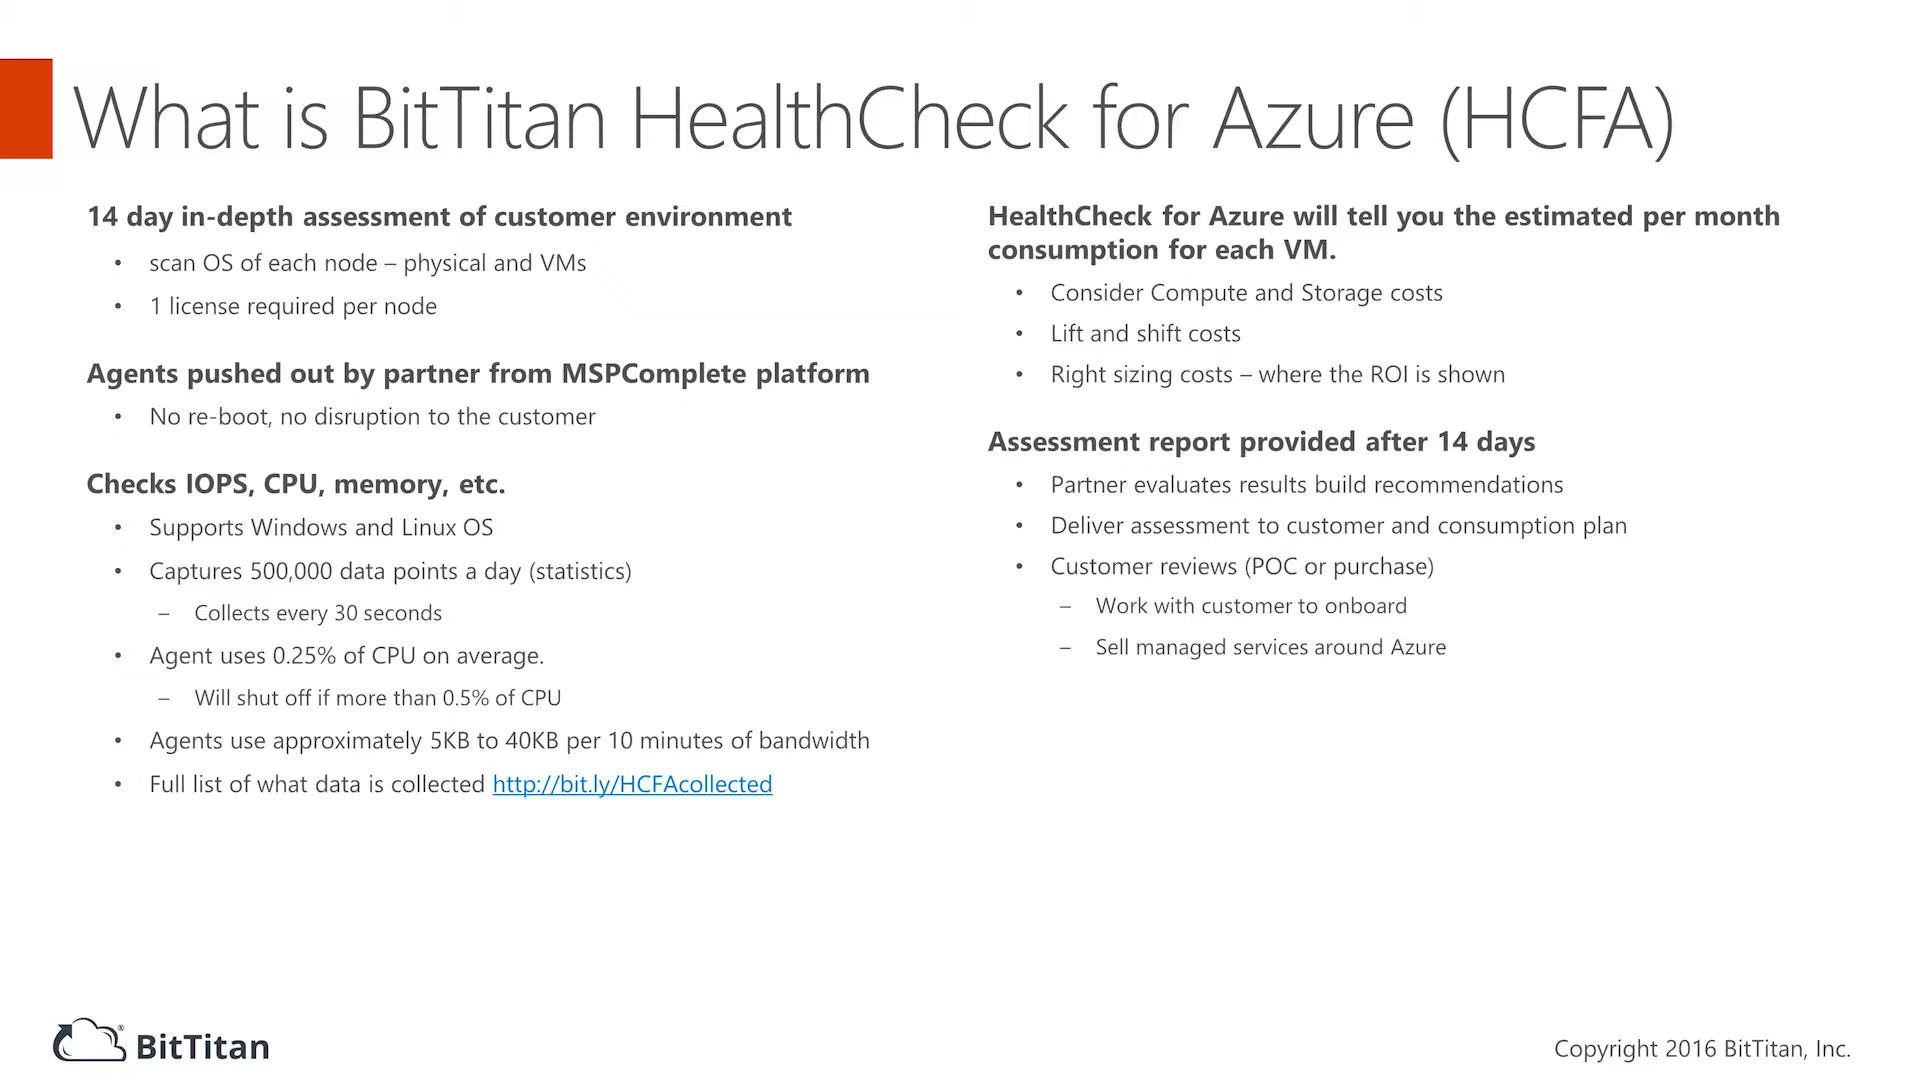 What is BitTitan HealthCheck for Azure (HCFA)
14 day in-depth assessment of customer environment
• scan OS of each node – physical and VMs
• 1 license required per node
Agents pushed out by partner from MSPComplete platform
• No re-boot, no disruption to the customer
Checks IOPS, CPU, memory, etc.
• Supports Windows and Linux OS
• Captures 500,000 data points a day (statistics)
– Collects every 30 seconds
• Agent uses 0.25% of CPU on average.
– Will shut off if more than 0.5% of CPU
• Agents use approximately 5KB to 40KB per 10 minutes of bandwidth
• Full list of what data is collected http://bit.ly/HCFAcollected
HealthCheck for Azure will tell you the estimated per month
consumption for each VM.
• Consider Compute and Storage costs
• Lift and shift costs
• Right sizing costs – where the ROI is shown
Assessment report provided after 14 days
• Partner evaluates results build recommendations
• Deliver assessment to customer and consumption plan
• Customer reviews (POC or purchase)
– Work with customer to onboard
– Sell managed services around Azure
® BitTitan
Copyright 2016 BitTitan, Inc.